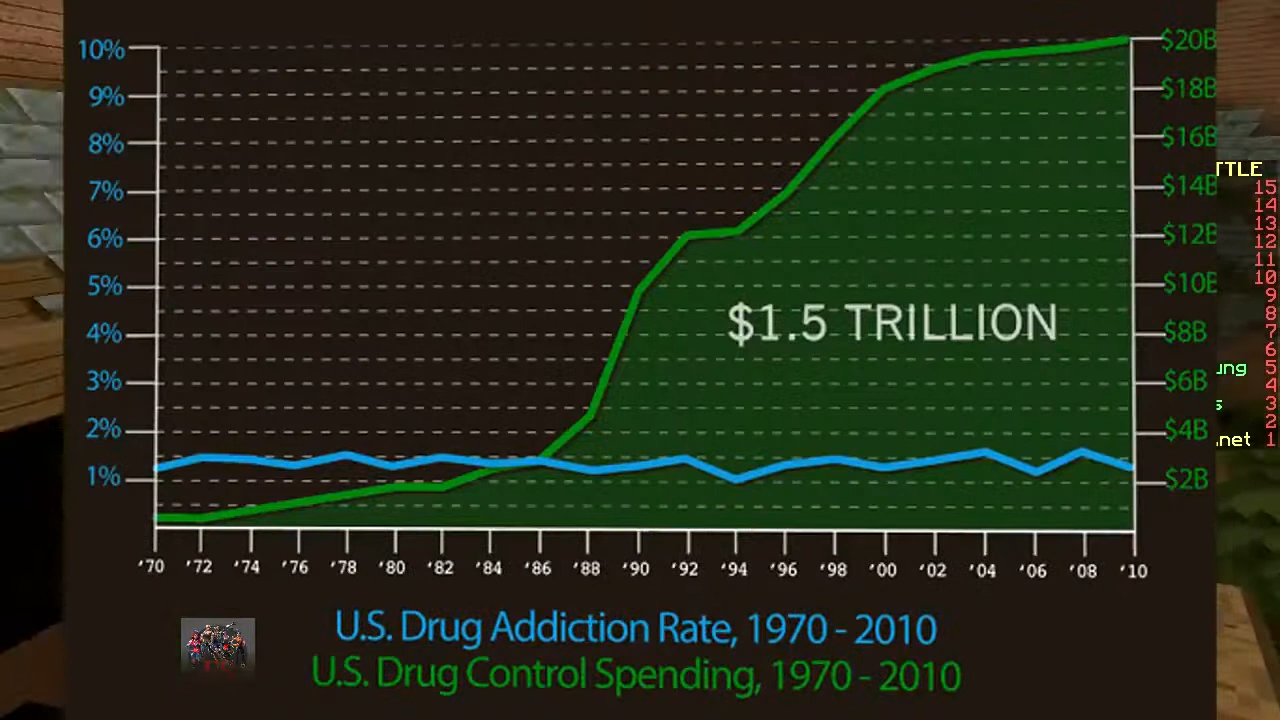 10%
9%
8%
7%
6%
5%
4%
3%
2%
1%
$20B
$18B
$16B
$14B
$12B
$10B
$8B
$6B
$4B
$2B
$1.5 TRILLION
'70 '72 '74 '76 '78 '80 '82 '84 '86 '88 '90 '92 '94 '96 '98 '00 '02 '04 '06 '08 '10
U.S. Drug Addiction Rate, 1970 - 2010
U.S. Drug Control Spending, 1970 - 2010
TTLE
15
14
13
12
11
10
9
8
7
6
ung 5
4
s 3
2
.net 1